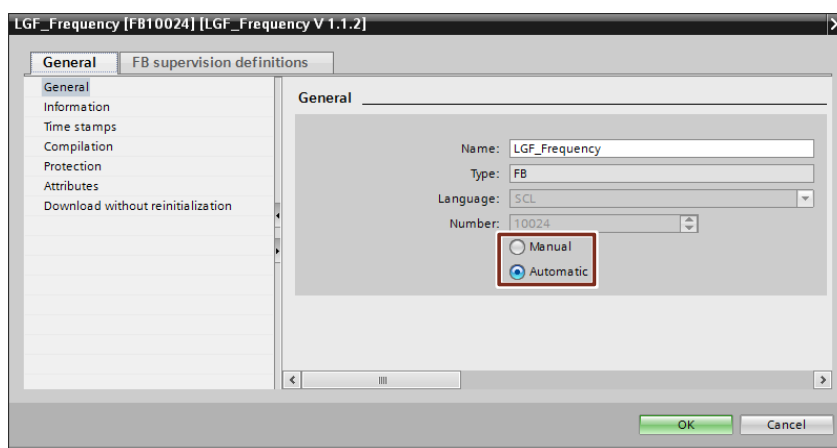 LGF_Frequency [FB10024] [LGF_Frequency V 1.1.2]
General
FB supervision definitions
General
Information
Time stamps
Compilation
Protection
Attributes
Download without reinitialization
General
Name: LGF_Frequency
Type: FB
Language: SCL
Number: 10024
Manual
Automatic
OK
Cancel